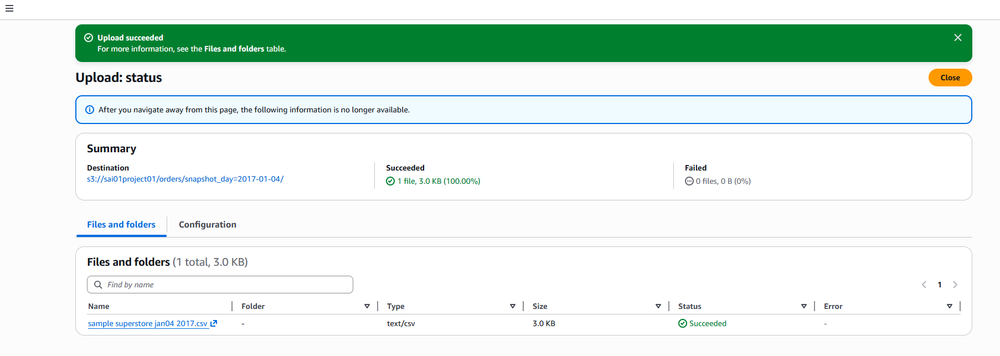 Upload succeeded
For more information, see the Files and folders table.
Upload: status
Close
After you navigate away from this page, the following information is no longer available.
Summary
Destination
s3://sai01project01/orders/snapshot_day=2017-01-04/
Succeeded
1 file, 3.0 KB (100.00%)
Failed
0 files, 0 B (0%)
Files and folders
Configuration
Files and folders (1 total, 3.0 KB)
Find by name
1
Name Folder Type Size Status Error
sample superstore jan04 2017.csv - text/csv 3.0 KB Succeeded -